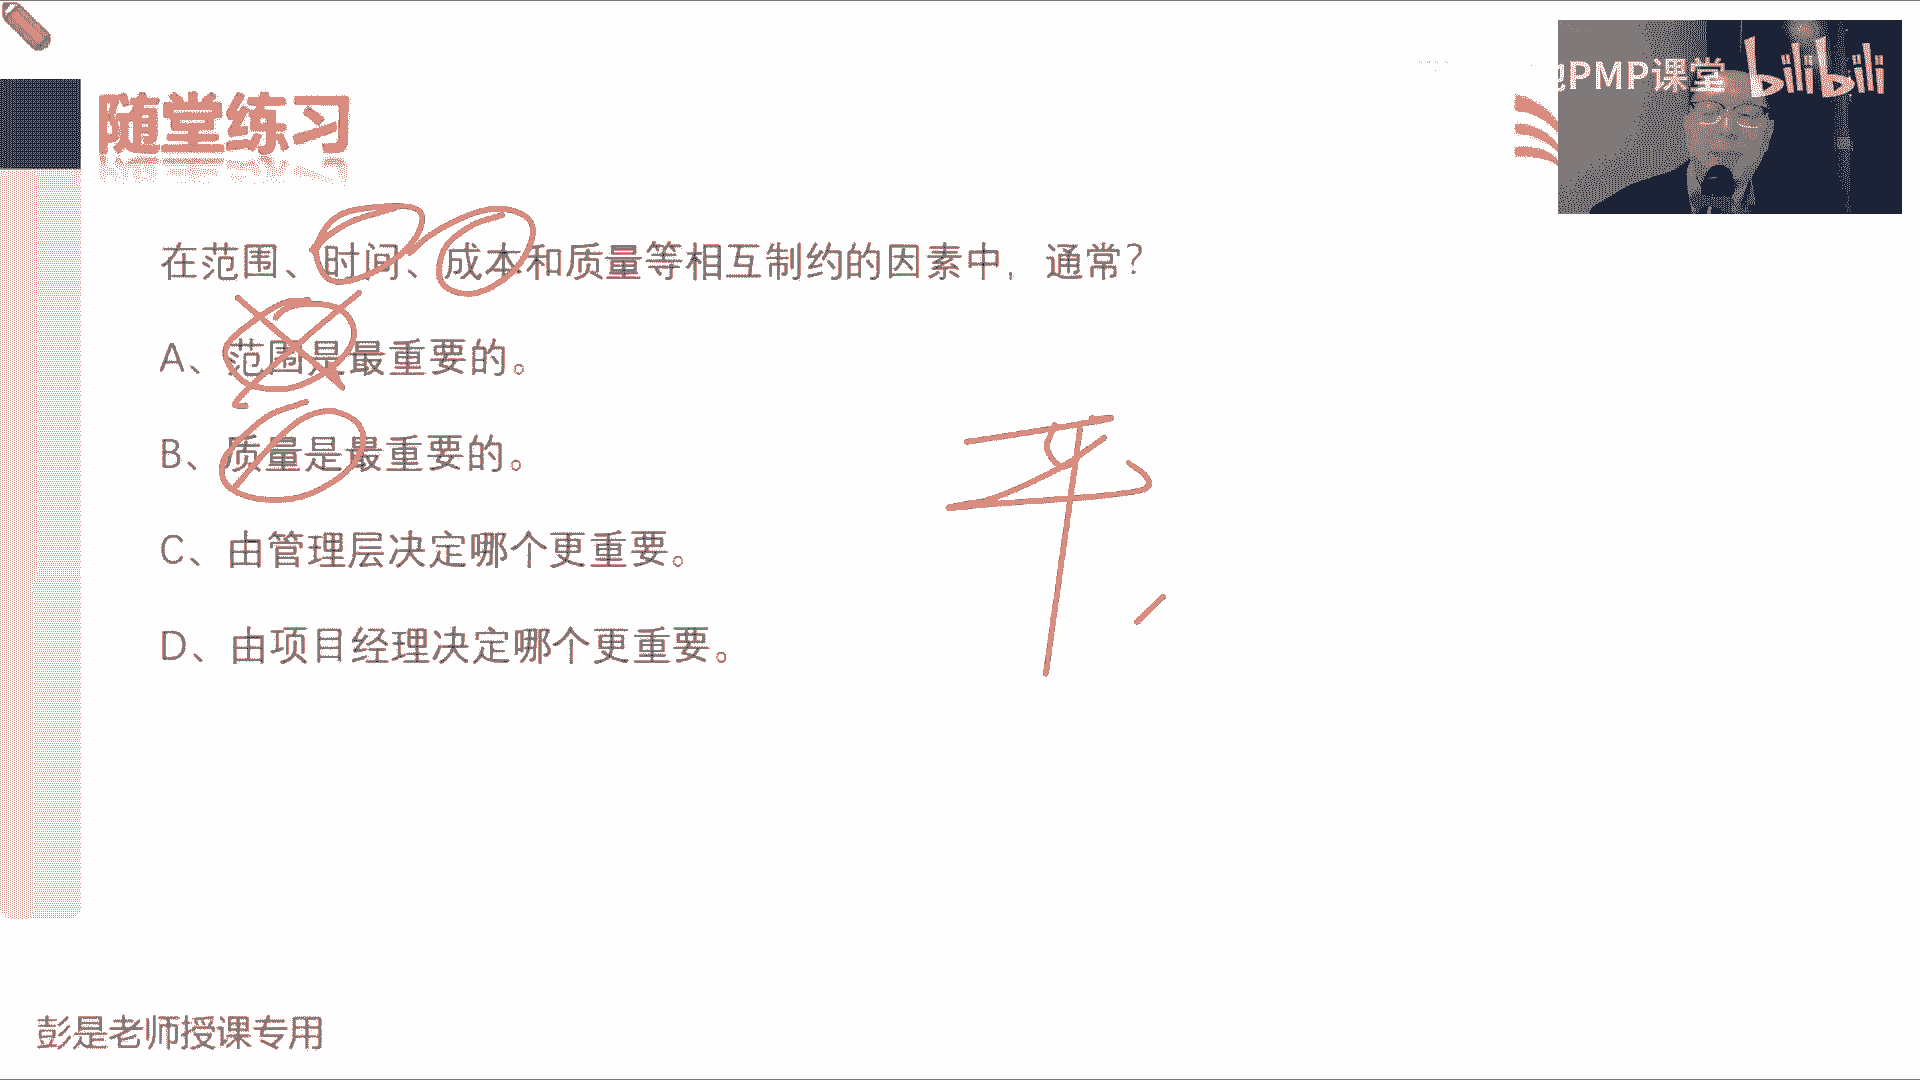 PMP课堂 bilibili
随堂练习
在范围、时间、成本和质量等相互制约的因素中，通常？
A、范围是最重要的。
B、质量是最重要的。
平
C、由管理层决定哪个更重要。
D、由项目经理决定哪个更重要。
彭是老师授课专用